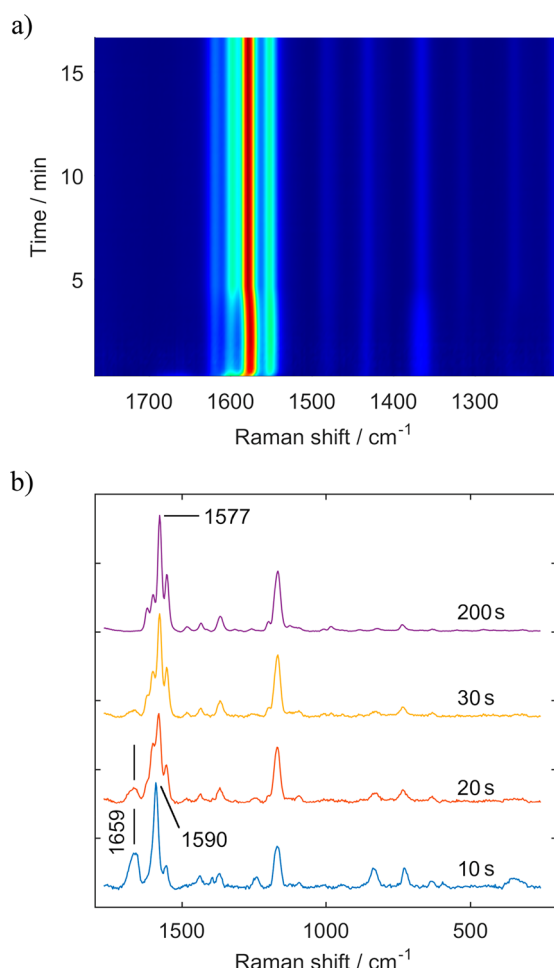 a)
15
10
5
Time / min
1700 1600 1500 1400 1300
Raman shift / cm⁻¹
b)
1577
200 s
30 s
20 s
1659
1590
10 s
1500 1000 500
Raman shift / cm⁻¹